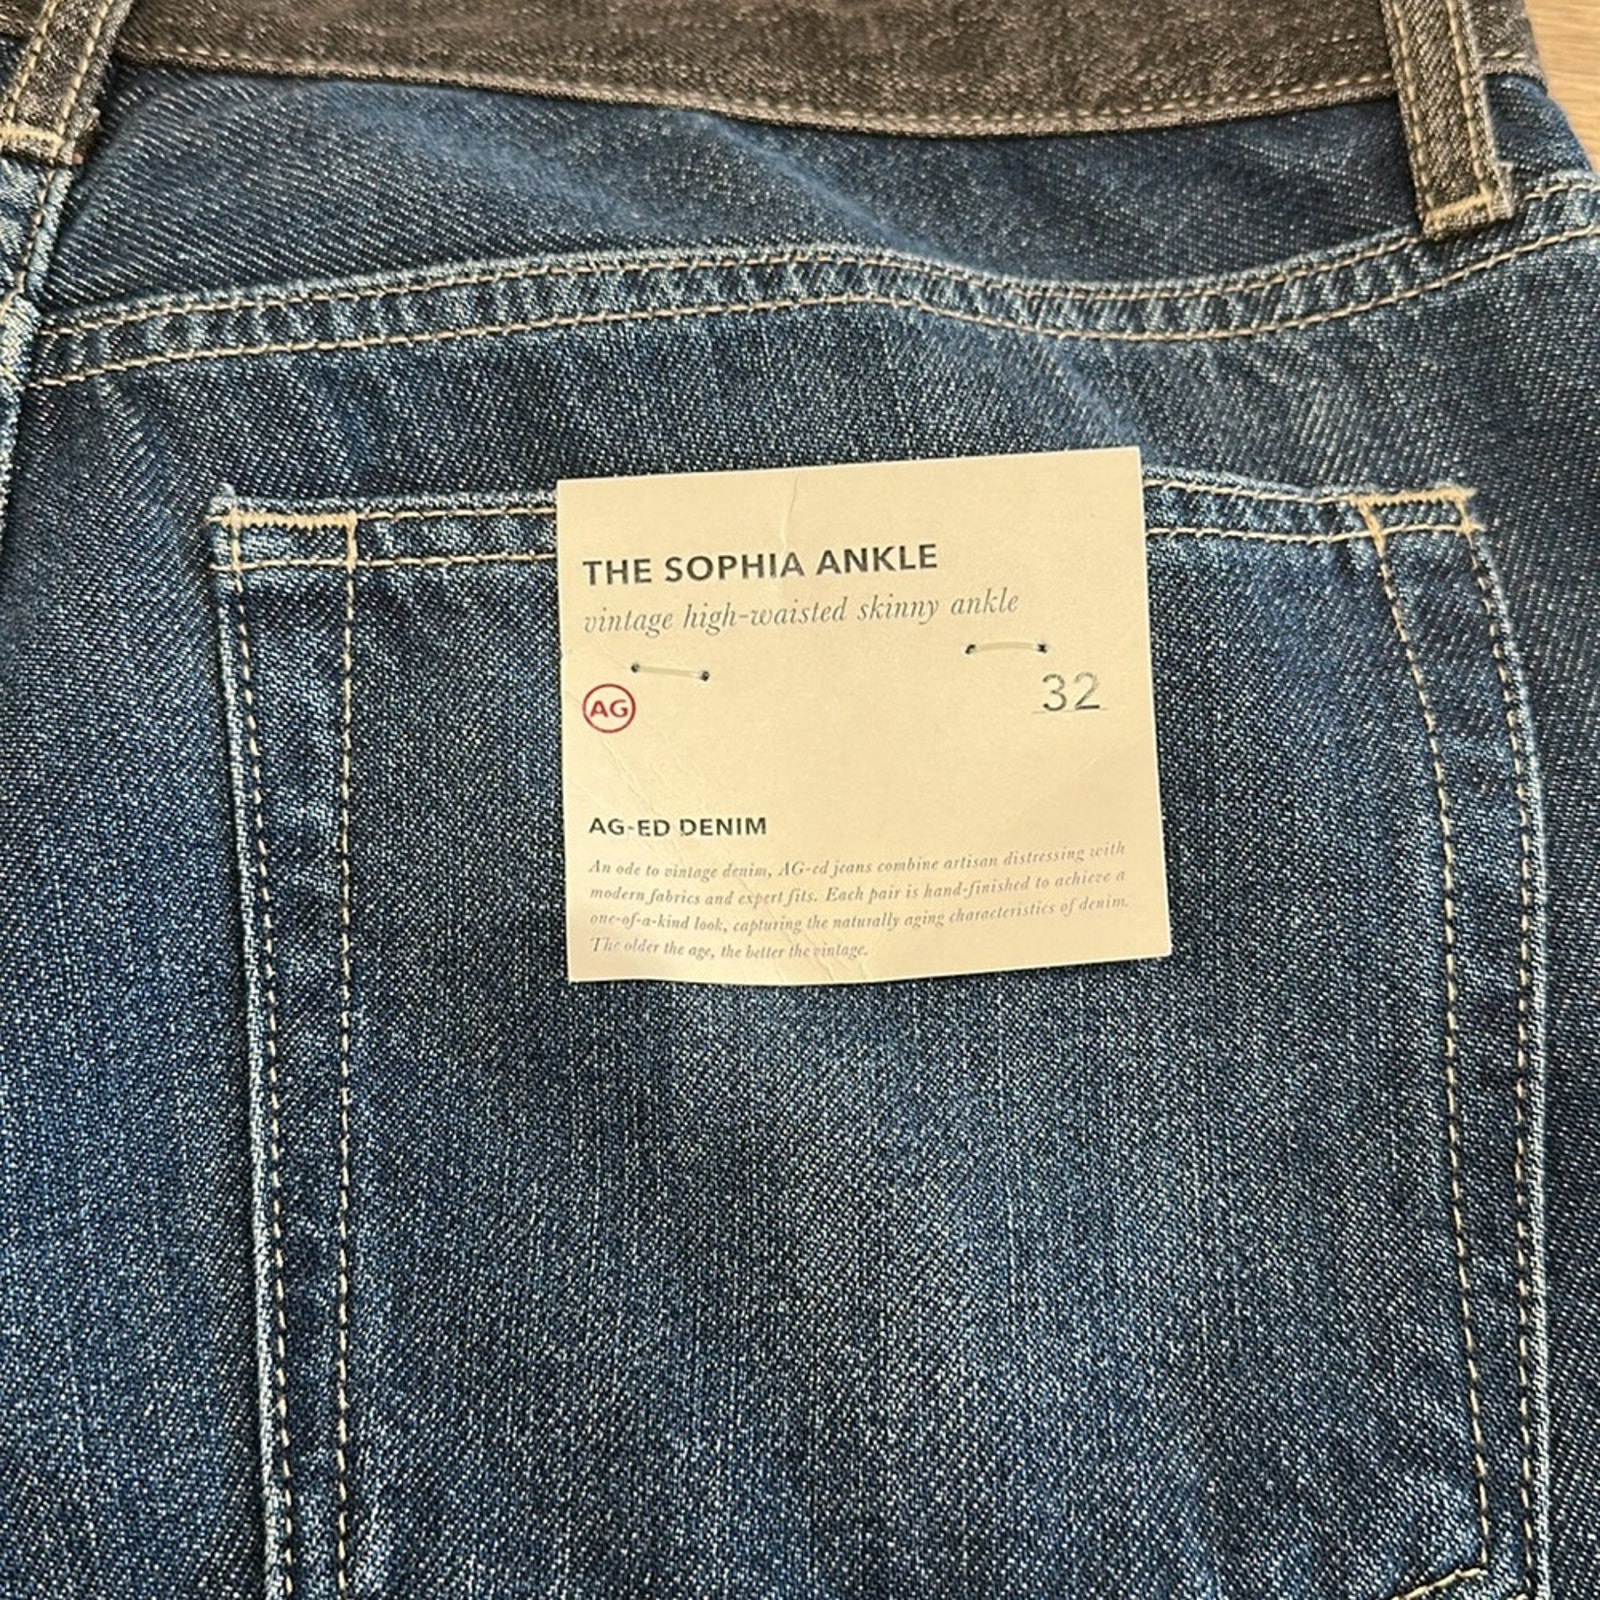 THE SOPHIA ANKLE
vintage high-waisted skinny ankle
AG
32
AG-ED DENIM
An ode to vintage denim, AG-ed jeans combine artisan distressing with
modern fabrics and expert fits. Each pair is hand-finished to achieve a
one-of-a-kind look, capturing the naturally aging characteristics of denim.
The older the age, the better the vintage.